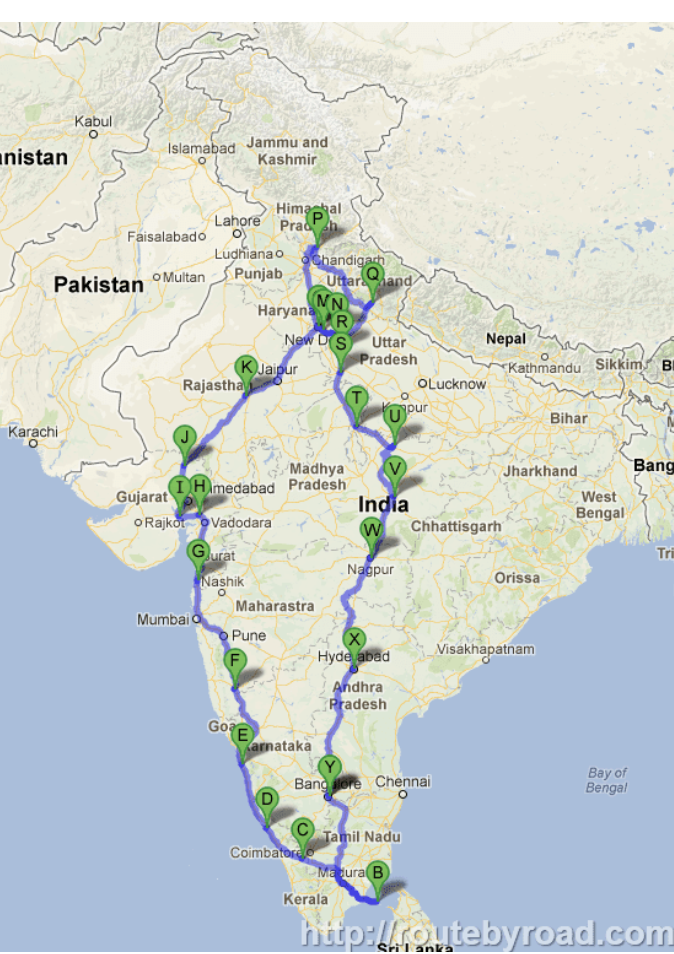 Kabul
Islamabad
Jammu and
Kashmir
anistan
Lahore
Faisalabad
Himachal
Pradesh
P
Ludhiana
Chandigarh
Punjab
Multan
Pakistan
Q
Uttarakhand
M
N
Haryana
R
New D
S
Nepal
Uttar
Pradesh
K
Jaipur
Kathmandu
Sikkim
Rajasthan
Lucknow
T
Kanpur
U
Bihar
Karachi
J
Madhya
Pradesh
V
Jharkhand
Bang
I
H
Ahmedabad
Gujarat
India
West
Bengal
Rajkot
Vadodara
Chhattisgarh
W
G
Surat
Nagpur
Tri
Nashik
Orissa
Maharastra
Mumbai
Pune
X
Visakhapatnam
F
Hyderabad
Andhra
Pradesh
Goa
E
Karnataka
Y
Bay of
Bengal
Bangalore
Chennai
D
C
Tamil Nadu
Coimbatore
Madura
B
Kerala
http://routebyroad.com
Sri Lanka